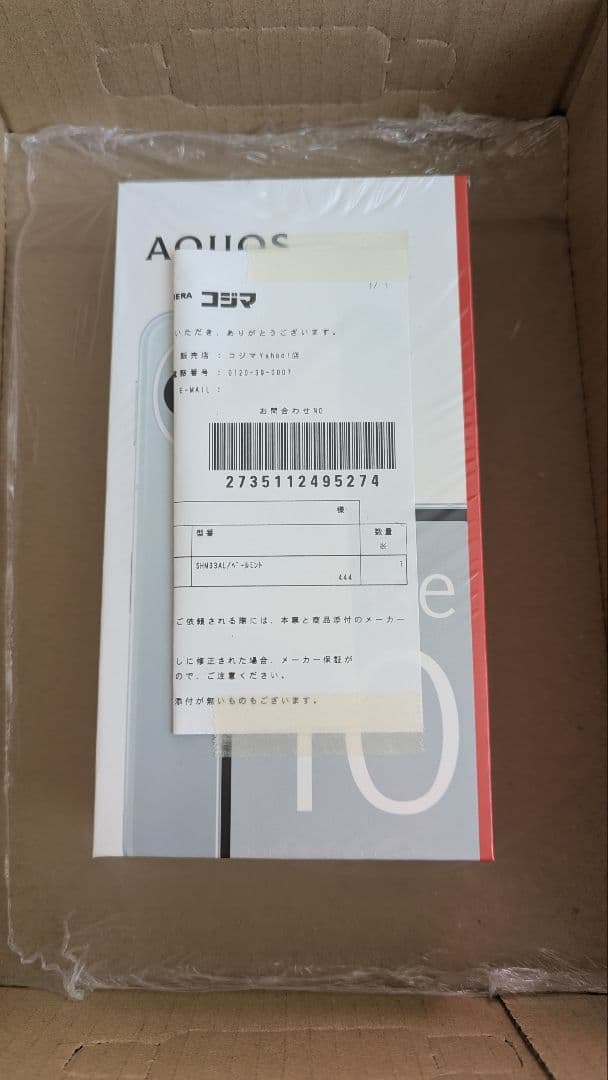 AQUOS
1/ 1
ERA コジマ
いただき、ありがとうございます。
販売店 : コジマYahoo!店
電話番号 :
E-MAIL :
お問合わせNO
2735112495274
様
型番
数量
※
SHM33AL/ペールミント
1
444
ご依頼される際には、本票と商品添付のメーカー
しに修正された場合、メーカー保証が
ので、ご注意ください。
添付が無いものもございます。
e
10